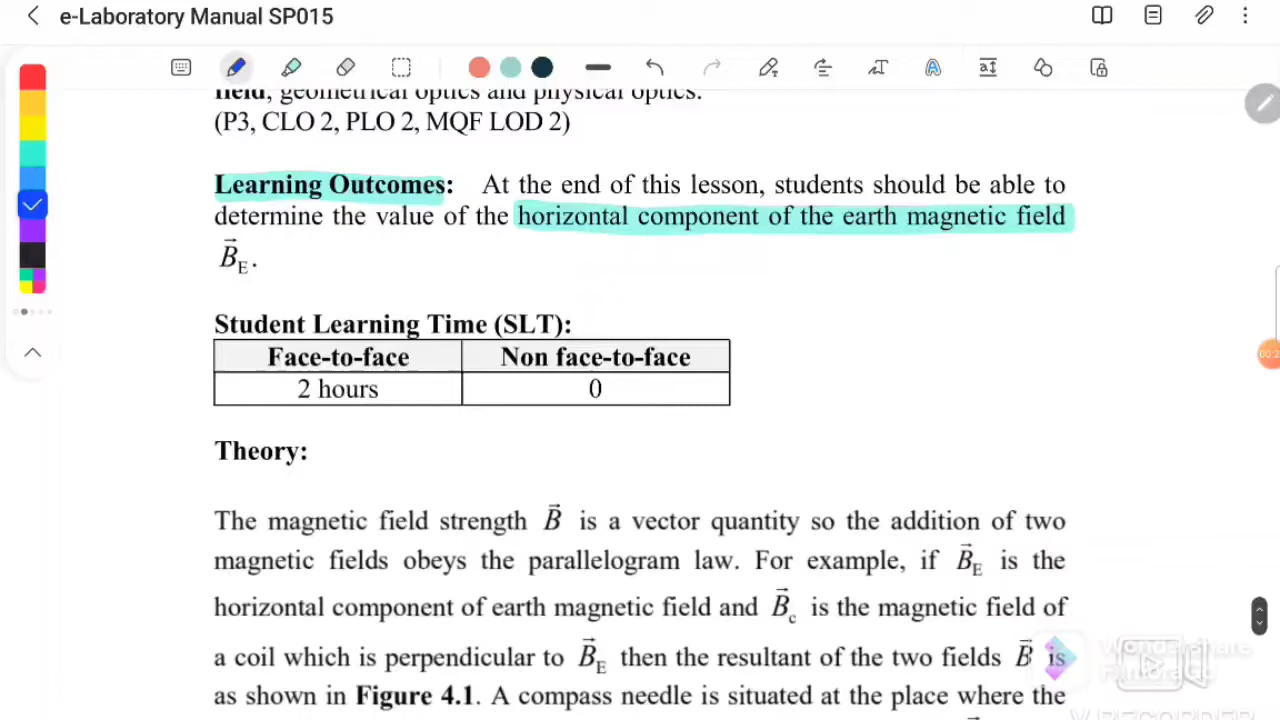 e-Laboratory Manual SP015
field, geometrical optics and physical optics.
(P3, CLO 2, PLO 2, MQF LOD 2)
Learning Outcomes: At the end of this lesson, students should be able to
determine the value of the horizontal component of the earth magnetic field
B⃗E.
Student Learning Time (SLT):
Face-to-face Non face-to-face
2 hours 0
Theory:
The magnetic field strength B⃗ is a vector quantity so the addition of two
magnetic fields obeys the parallelogram law. For example, if B⃗E is the
horizontal component of earth magnetic field and B⃗c is the magnetic field of
a coil which is perpendicular to B⃗E then the resultant of the two fields B⃗ is
as shown in Figure 4.1. A compass needle is situated at the place where the
Wondershare
Filmora
RECORDER